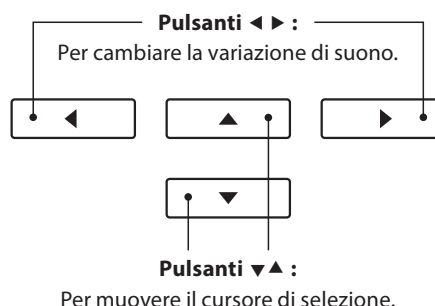 Pulsanti ◀ ▶ :
Per cambiare la variazione di suono.
◀ ▲ ▶
▼
Pulsanti ▼▲ :
Per muovere il cursore di selezione.